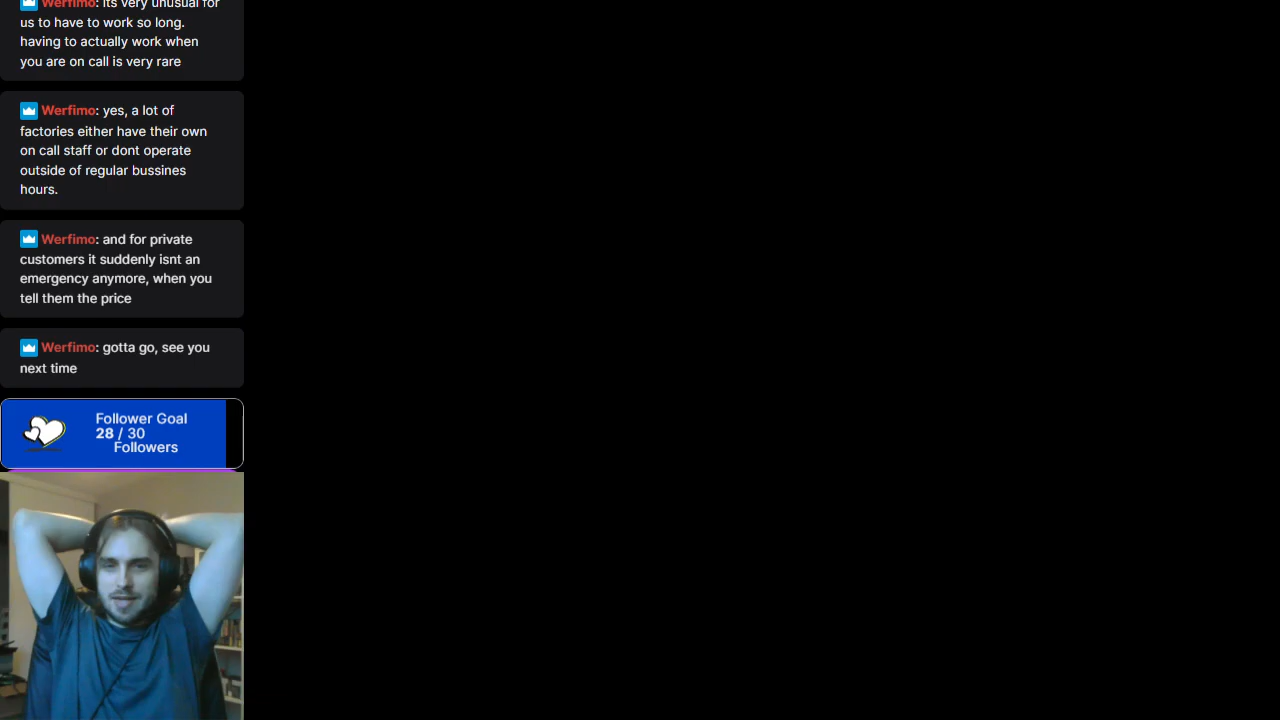 Werfimo: its very unusual for
us to have to work so long.
having to actually work when
you are on call is very rare
Werfimo: yes, a lot of
factories either have their own
on call staff or dont operate
outside of regular bussines
hours.
Werfimo: and for private
customers it suddenly isnt an
emergency anymore, when you
tell them the price
Werfimo: gotta go, see you
next time
Follower Goal
28 / 30
Followers